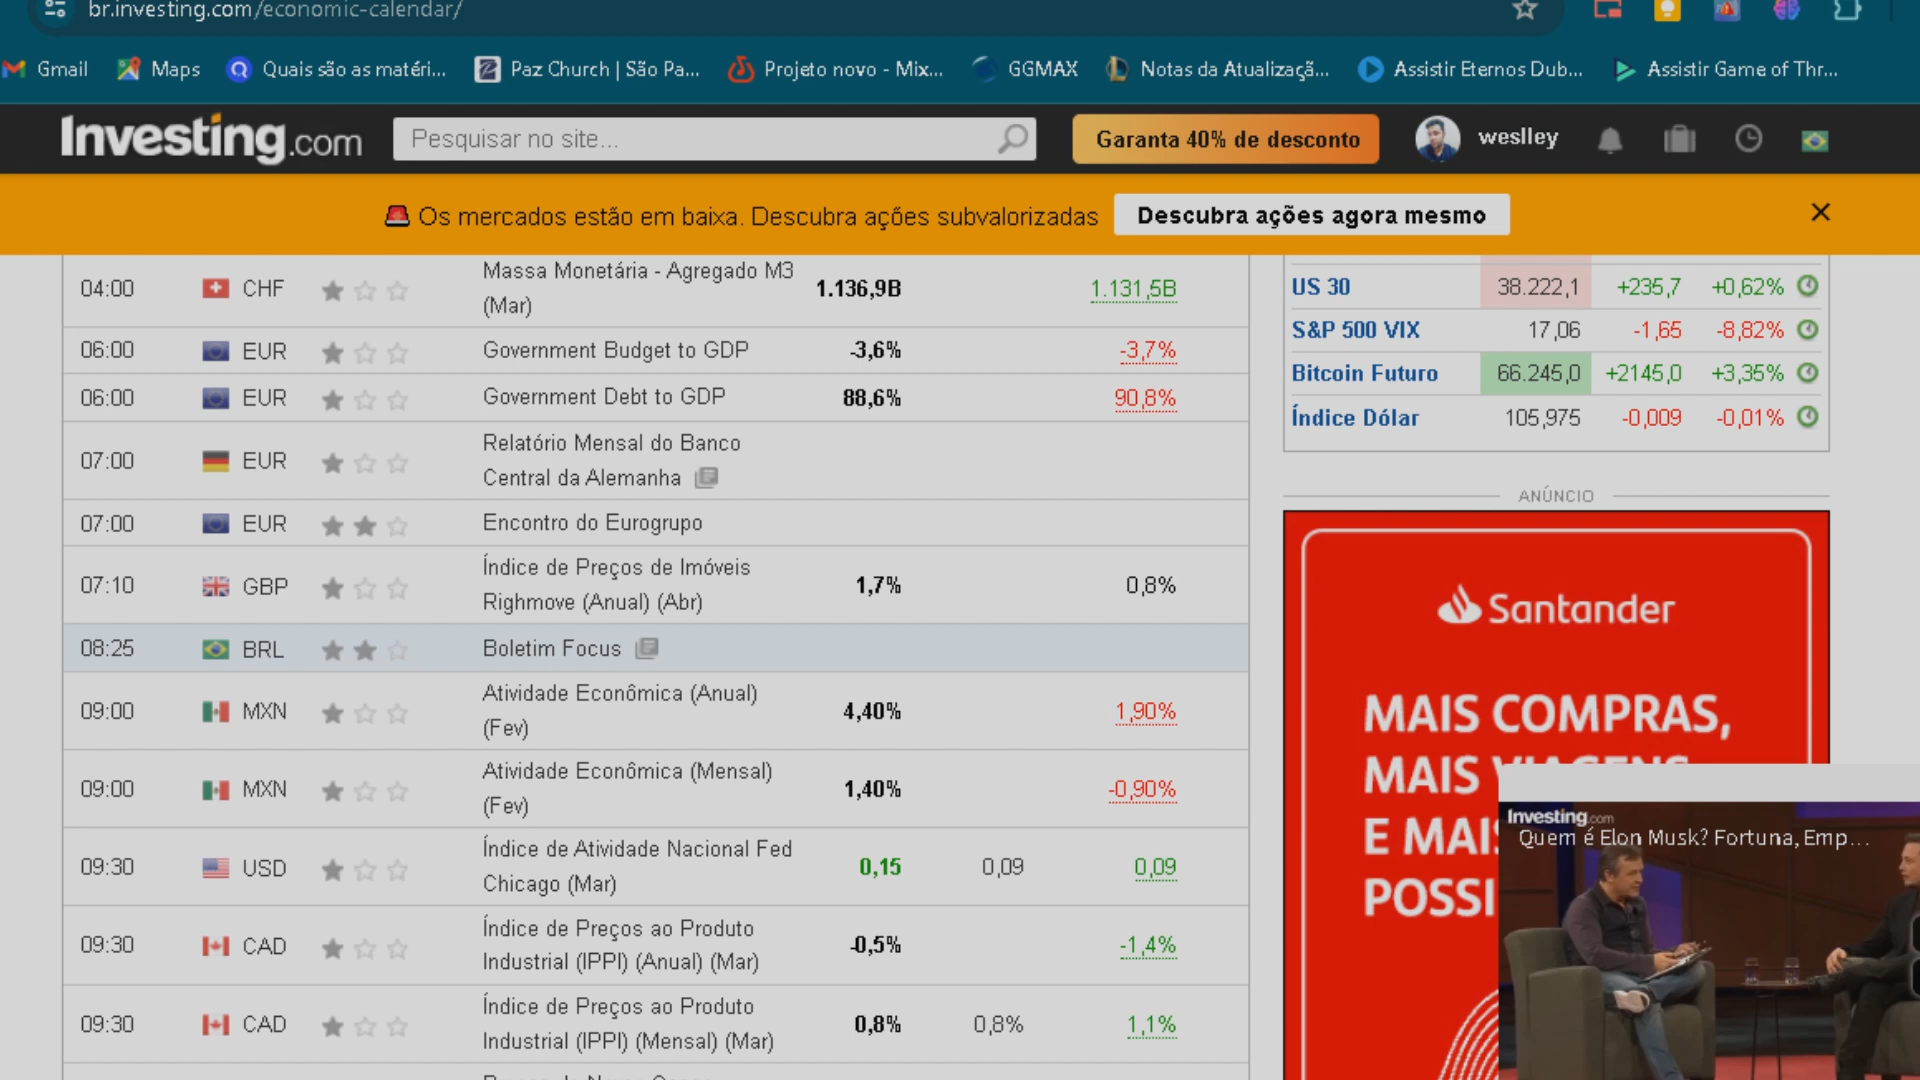 br.investing.com/economic-calendar/
Gmail Maps Quais são as matéri... Paz Church | São Pa... Projeto novo - Mix... GGMAX Notas da Atualizaçã... Assistir Eternos Dub... Assistir Game of Thr...
Investing.com Pesquisar no site... Garanta 40% de desconto weslley
Os mercados estão em baixa. Descubra ações subvalorizadas Descubra ações agora mesmo
04:00 CHF Massa Monetária - Agregado M3 (Mar) 1.136,9B 1.131,5B
06:00 EUR Government Budget to GDP -3,6% -3,7%
06:00 EUR Government Debt to GDP 88,6% 90,8%
07:00 EUR Relatório Mensal do Banco Central da Alemanha
07:00 EUR Encontro do Eurogrupo
07:10 GBP Índice de Preços de Imóveis Righmove (Anual) (Abr) 1,7% 0,8%
08:25 BRL Boletim Focus
09:00 MXN Atividade Econômica (Anual) (Fev) 4,40% 1,90%
09:00 MXN Atividade Econômica (Mensal) (Fev) 1,40% -0,90%
09:30 USD Índice de Atividade Nacional Fed Chicago (Mar) 0,15 0,09 0,09
09:30 CAD Índice de Preços ao Produto Industrial (IPPI) (Anual) (Mar) -0,5% -1,4%
09:30 CAD Índice de Preços ao Produto Industrial (IPPI) (Mensal) (Mar) 0,8% 0,8% 1,1%
US 30 38.222,1 +235,7 +0,62%
S&P 500 VIX 17,06 -1,65 -8,82%
Bitcoin Futuro 66.245,0 +2145,0 +3,35%
Índice Dólar 105,975 -0,009 -0,01%
ANÚNCIO
Santander
MAIS COMPRAS,
MAIS VIAGENS
E MAIS
POSSI
Investing.com
Quem é Elon Musk? Fortuna, Emp...